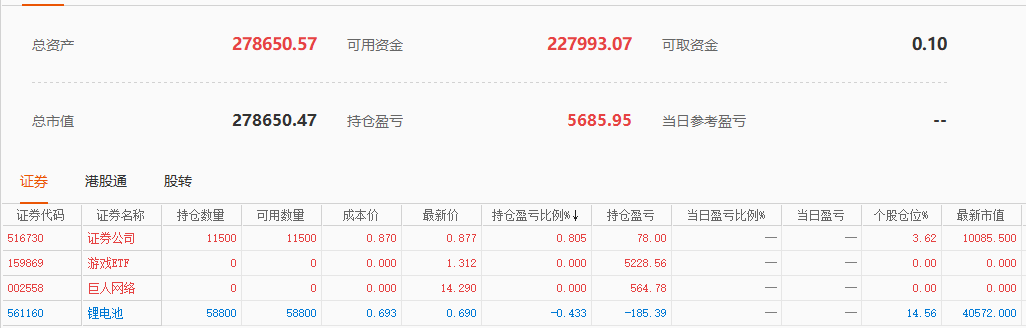 总资产 278650.57 可用资金 227993.07 可取资金 0.10
总市值 278650.47 持仓盈亏 5685.95 当日参考盈亏 --
证券 港股通 股转
证券代码 证券名称 持仓数量 可用数量 成本价 最新价 持仓盈亏比例%↓ 持仓盈亏 当日盈亏比例% 当日盈亏 个股仓位% 最新市值
516730 证券公司 11500 11500 0.870 0.877 0.805 78.00 — — 3.62 10085.500
159869 游戏ETF 0 0 0.000 1.312 0.000 5228.56 — — 0.00 0.000
002558 巨人网络 0 0 0.000 14.290 0.000 564.78 — — 0.00 0.000
561160 锂电池 58800 58800 0.693 0.690 -0.433 -185.39 — — 14.56 40572.000